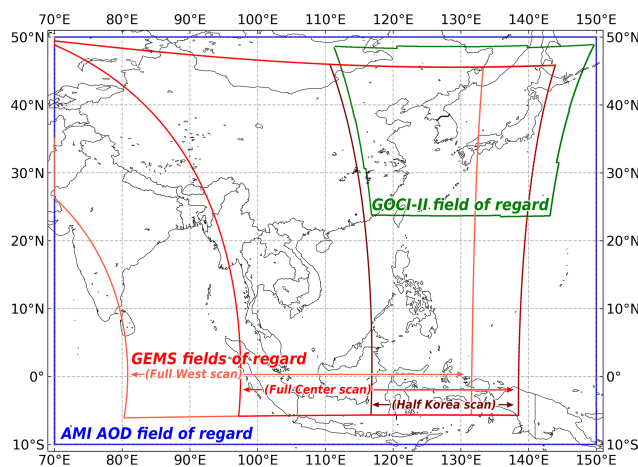 70°E 80°E 90°E 100°E 110°E 120°E 130°E 140°E 150°E
50°N 50°N
40°N 40°N
30°N 30°N
GOCI-II field of regard
20°N 20°N
10°N 10°N
GEMS fields of regard
0° (Full West scan) 0°
(Full Center scan)
(Half Korea scan)
AMI AOD field of regard
10°S 10°S
70°E 80°E 90°E 100°E 110°E 120°E 130°E 140°E 150°E